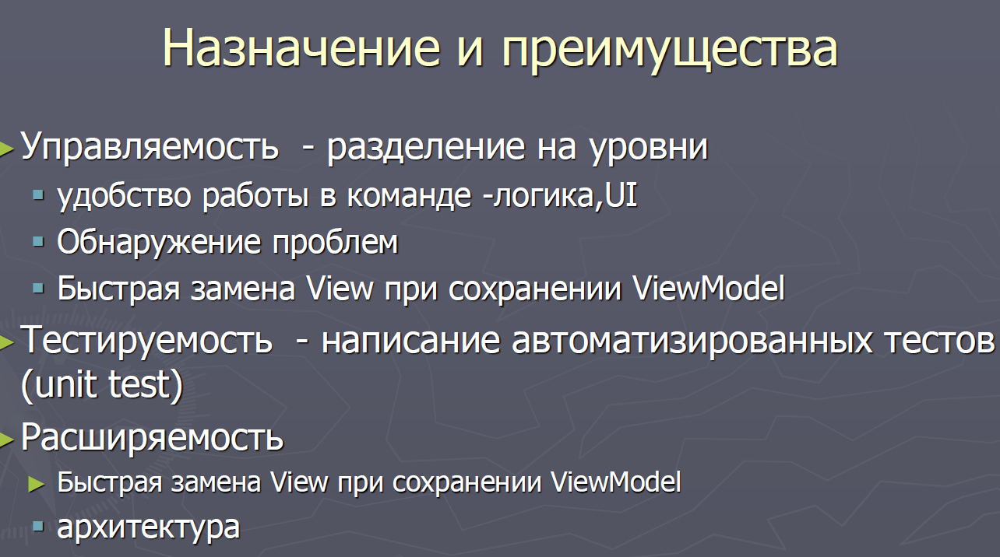 Назначение и преимущества
Управляемость - разделение на уровни
удобство работы в команде -логика,UI
Обнаружение проблем
Быстрая замена View при сохранении ViewModel
Тестируемость - написание автоматизированных тестов
(unit test)
Расширяемость
Быстрая замена View при сохранении ViewModel
архитектура